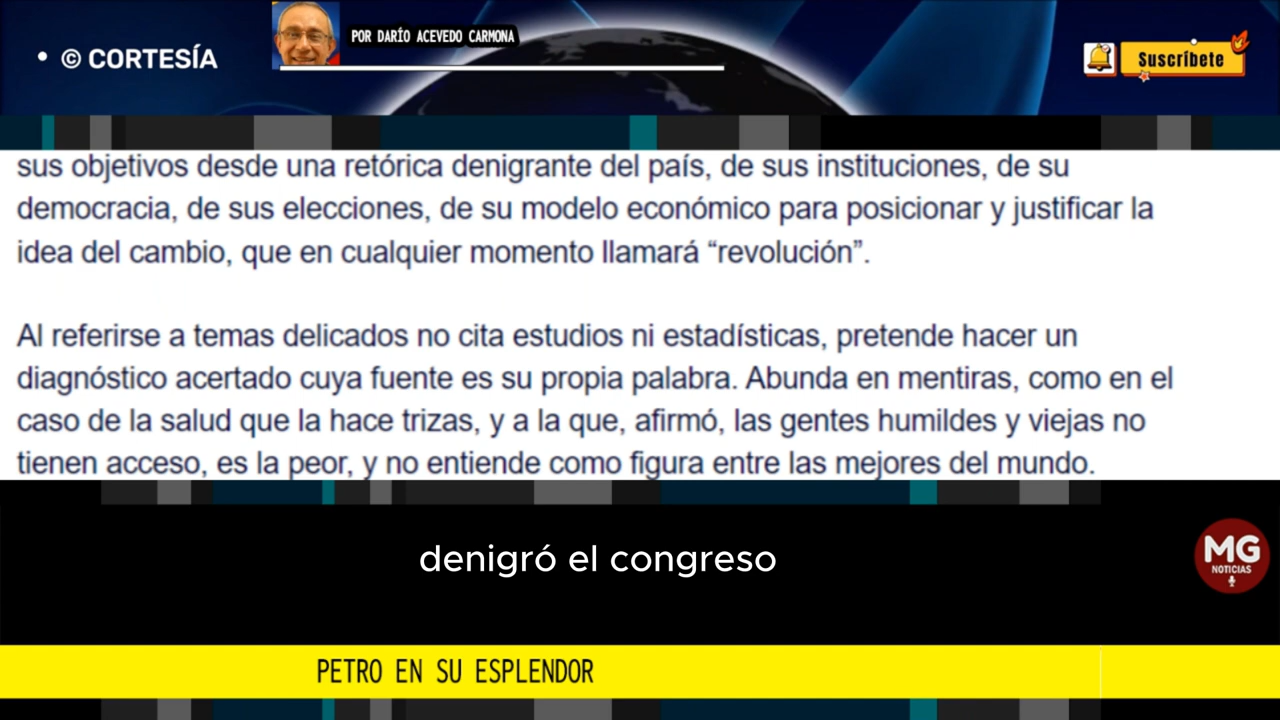 • © CORTESÍA
POR DARÍO ACEVEDO CARMONA
Suscríbete
sus objetivos desde una retórica denigrante del país, de sus instituciones, de su
democracia, de sus elecciones, de su modelo económico para posicionar y justificar la
idea del cambio, que en cualquier momento llamará “revolución”.
Al referirse a temas delicados no cita estudios ni estadísticas, pretende hacer un
diagnóstico acertado cuya fuente es su propia palabra. Abunda en mentiras, como en el
caso de la salud que la hace trizas, y a la que, afirmó, las gentes humildes y viejas no
tienen acceso, es la peor, y no entiende como figura entre las mejores del mundo.
denigró el congreso
MG
NOTICIAS
PETRO EN SU ESPLENDOR